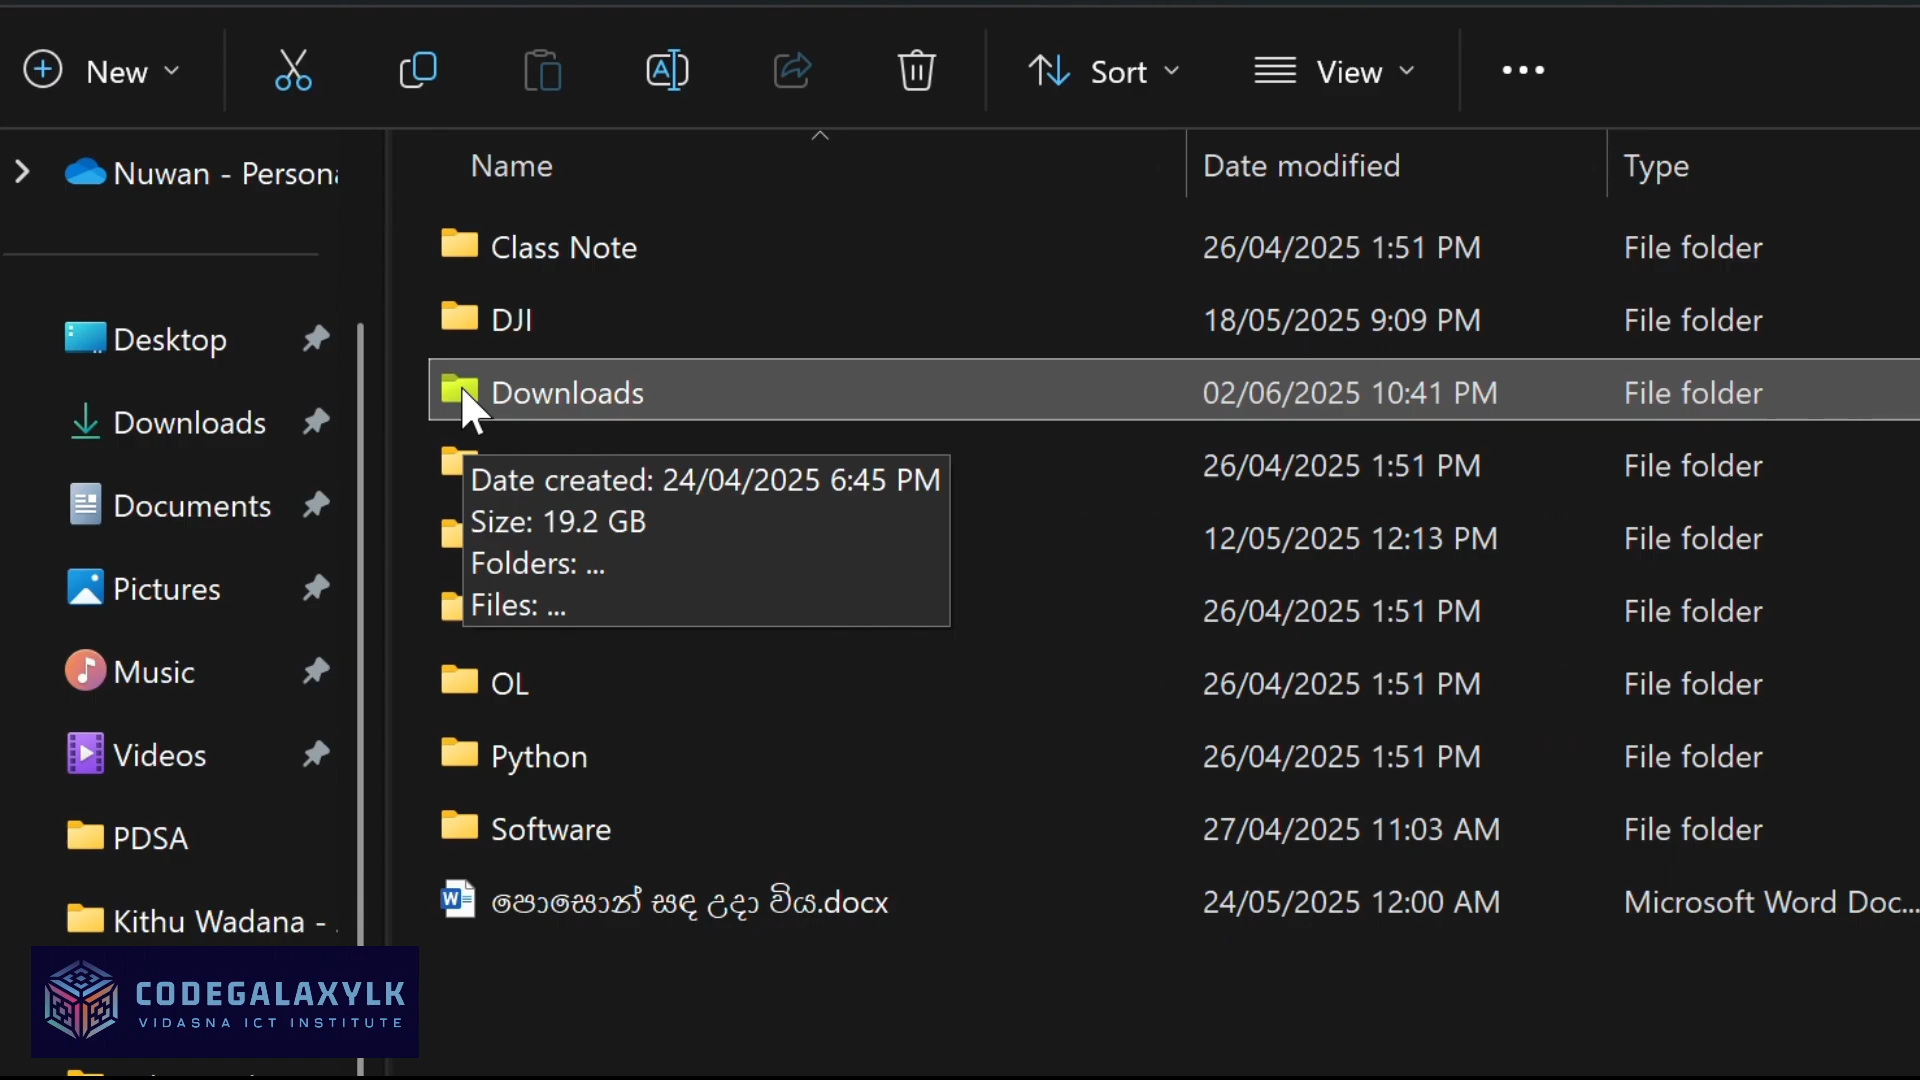 New
Sort
View
Name
Date modified
Type
Nuwan - Persona
Class Note
26/04/2025 1:51 PM
File folder
DJI
18/05/2025 9:09 PM
File folder
Desktop
Downloads
02/06/2025 10:41 PM
File folder
Downloads
26/04/2025 1:51 PM
File folder
Date created: 24/04/2025 6:45 PM
Size: 19.2 GB
Folders: ...
Files: ...
Documents
12/05/2025 12:13 PM
File folder
Pictures
26/04/2025 1:51 PM
File folder
Music
OL
26/04/2025 1:51 PM
File folder
Videos
Python
26/04/2025 1:51 PM
File folder
PDSA
Software
27/04/2025 11:03 AM
File folder
Kithu Wadana -
පොසොන් සඳ උදා විය.docx
24/05/2025 12:00 AM
Microsoft Word Doc...
CODEGALAXYLK
VIDASNA ICT INSTITUTE